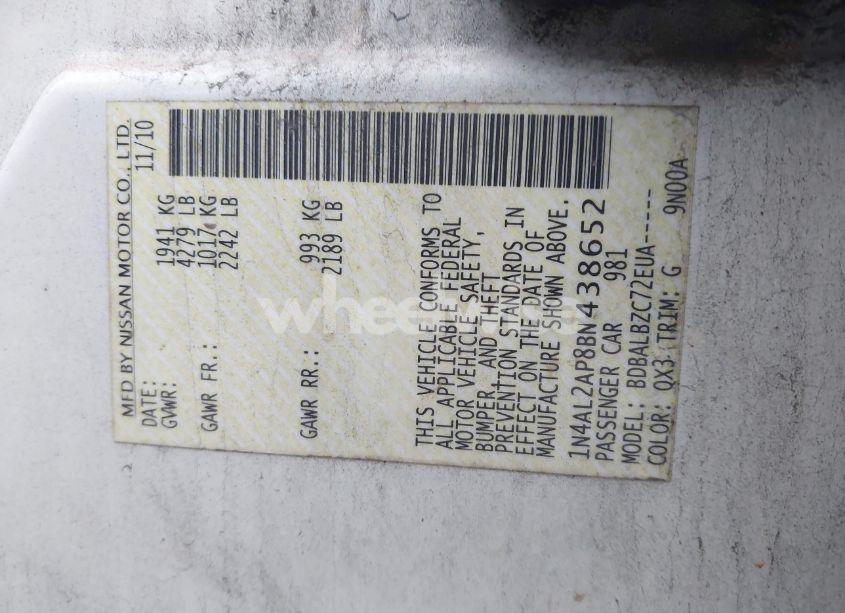 MFD BY NISSAN MOTOR CO., LTD.
DATE: 11/10
GVWR: 1941 KG
4279 LB
GAWR FR.: 1017 KG
2242 LB
GAWR RR.: 993 KG
2189 LB
THIS VEHICLE CONFORMS TO
ALL APPLICABLE FEDERAL
MOTOR VEHICLE SAFETY,
BUMPER AND THEFT
PREVENTION STANDARDS IN
EFFECT ON THE DATE OF
MANUFACTURE SHOWN ABOVE.
1N4AL2AP8BN438652
PASSENGER CAR 981
MODEL: BDBALBZC72EUA-----
COLOR: QX3 TRIM: G 9N00A